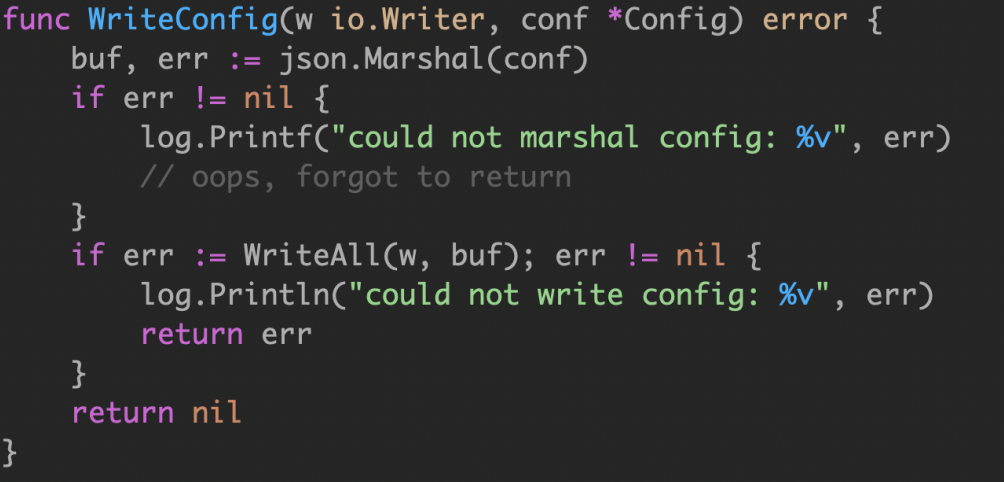 func WriteConfig(w io.Writer, conf *Config) error {
    buf, err := json.Marshal(conf)
    if err != nil {
        log.Printf("could not marshal config: %v", err)
        // oops, forgot to return
    }
    if err := WriteAll(w, buf); err != nil {
        log.Println("could not write config: %v", err)
        return err
    }
    return nil
}